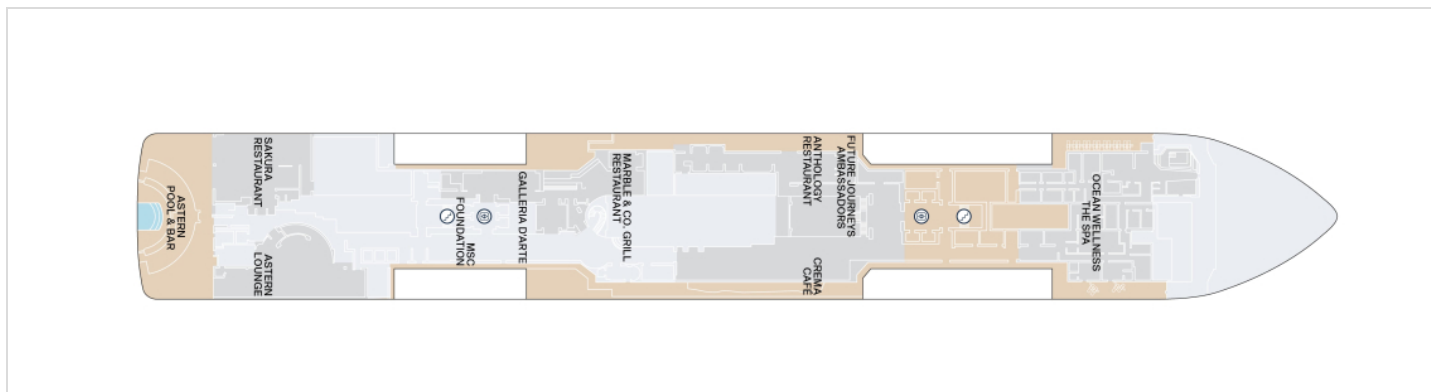 ASTERN
POOL & BAR
SAKURA
RESTAURANT
ASTERN
LOUNGE
MSC
FOUNDATION
GALLERIA D'ARTE
MARBLE & CO. GRILL
RESTAURANT
FUTURE JOURNEYS
AMBASSADORS
ANTHOLOGY
RESTAURANT
CREMA
CAFÉ
OCEAN WELLNESS
THE SPA